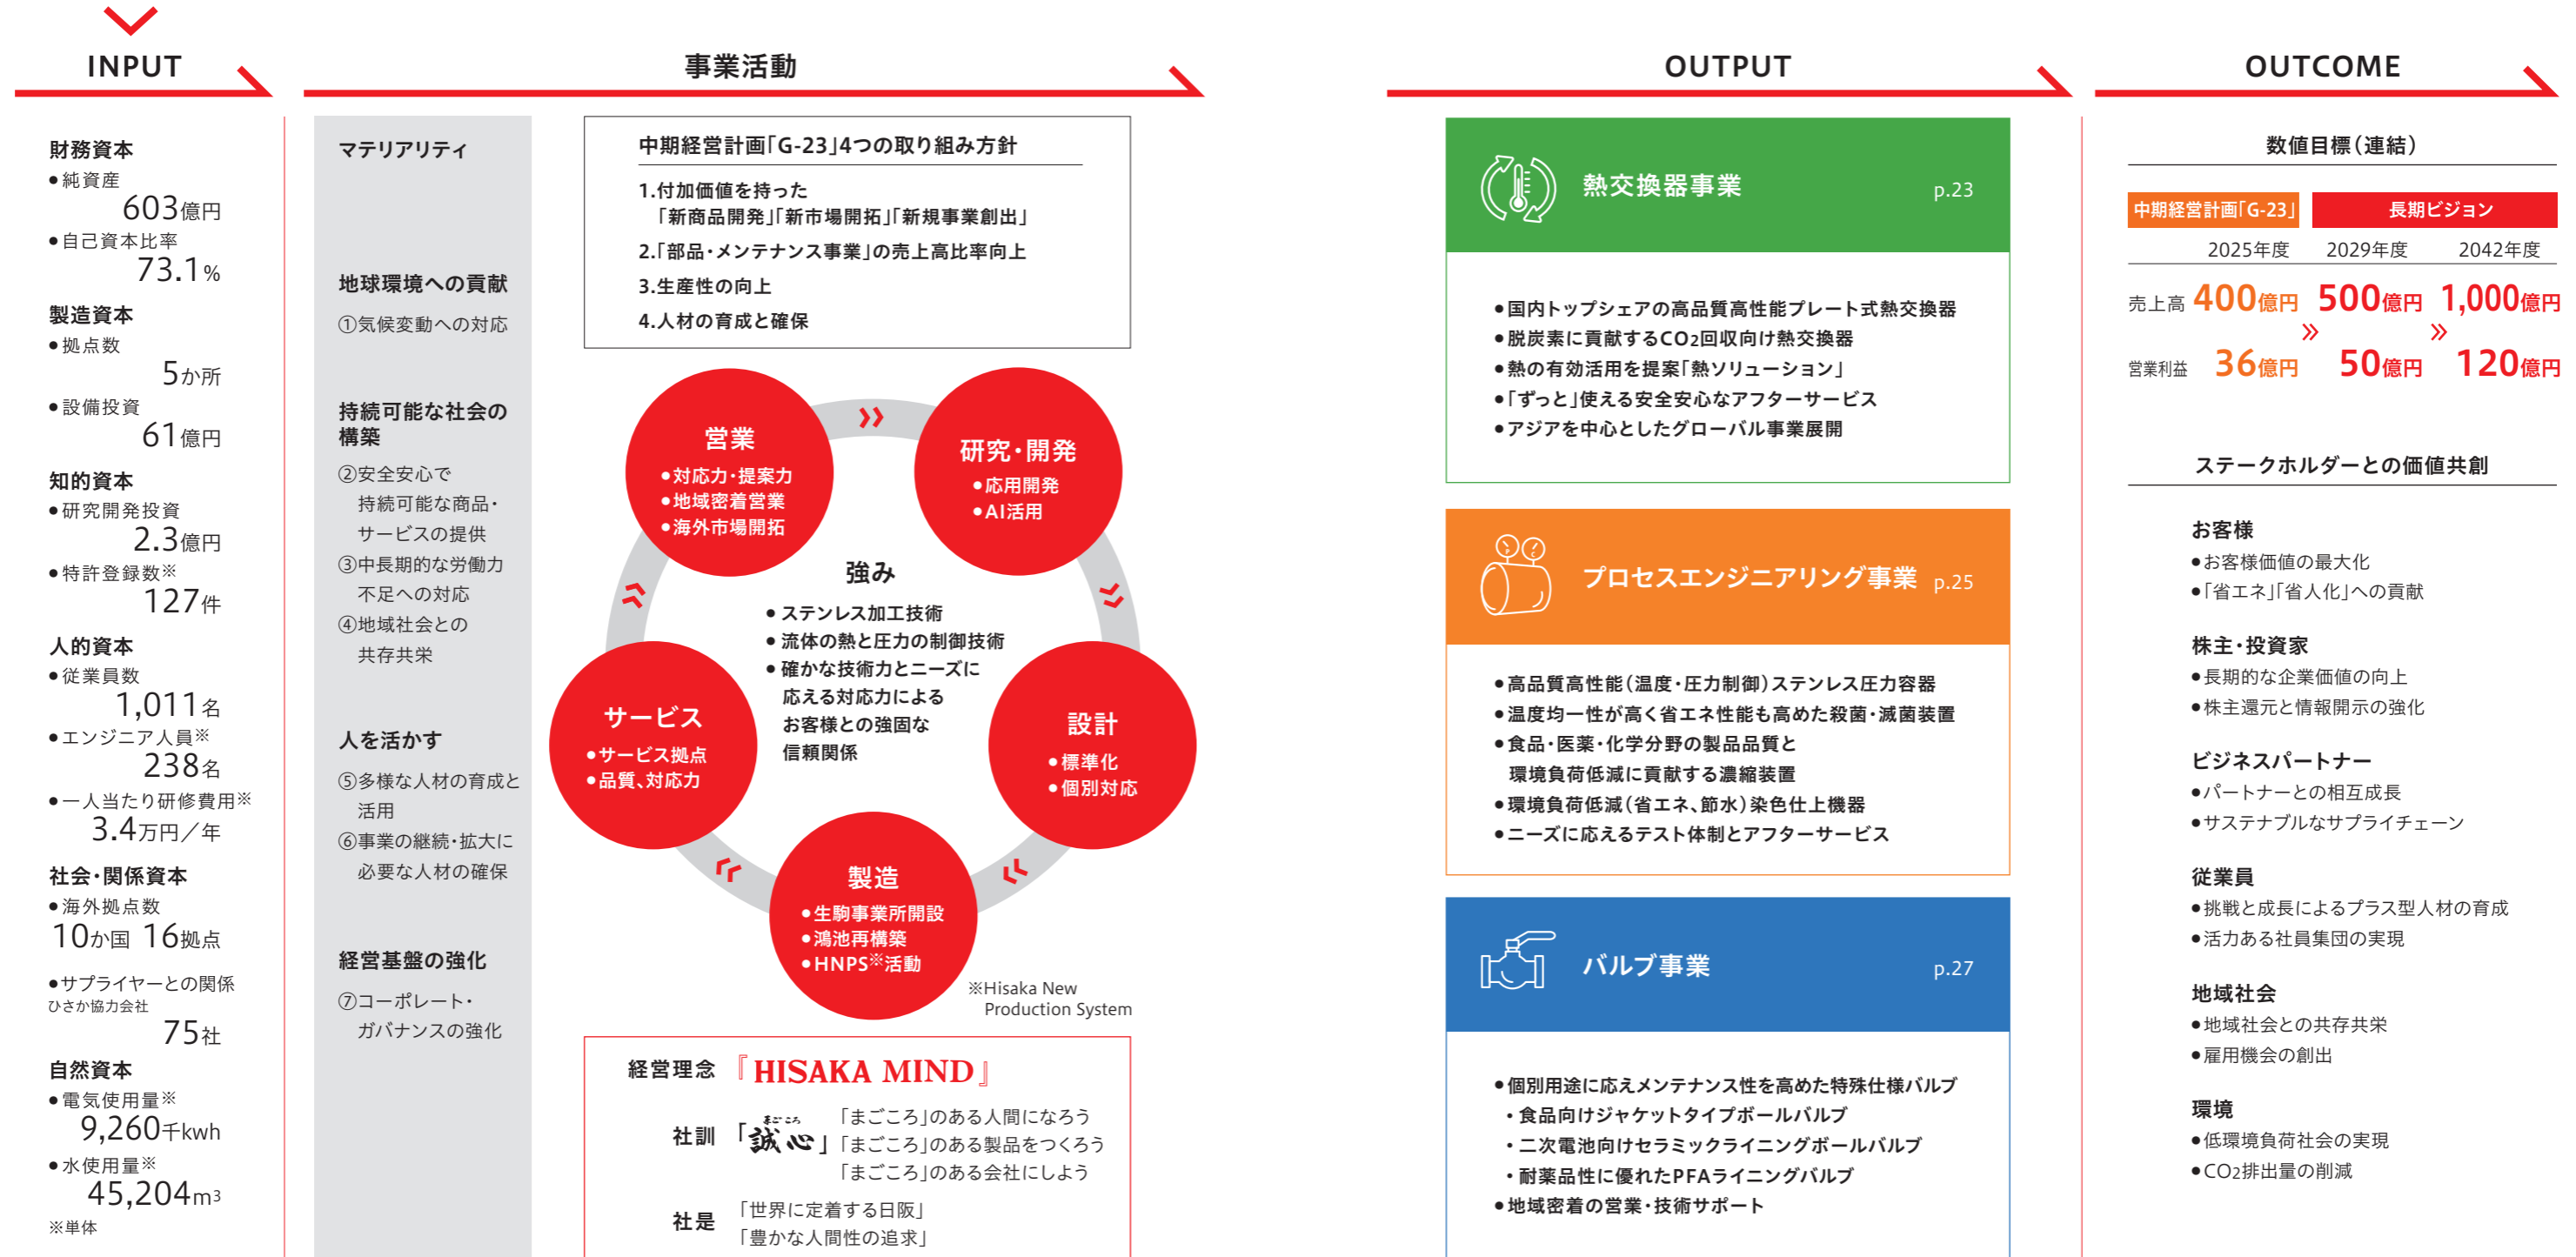 INPUT
財務資本
●純資産
603億円
●自己資本比率
73.1%
製造資本
●拠点数
5か所
●設備投資
61億円
知的資本
●研究開発投資
2.3億円
●特許登録数※
127件
人的資本
●従業員数
1,011名
●エンジニア人員※
238名
●一人当たり研修費用※
3.4万円／年
社会・関係資本
●海外拠点数
10か国 16拠点
●サプライヤーとの関係
ひさか協力会社
75社
自然資本
●電気使用量※
9,260千kwh
●水使用量※
45,204m³
※単体
事業活動
マテリアリティ
地球環境への貢献
①気候変動への対応
持続可能な社会の
構築
②安全安心で
持続可能な商品・
サービスの提供
③中長期的な労働力
不足への対応
④地域社会との
共存共栄
人を活かす
⑤多様な人材の育成と
活用
⑥事業の継続・拡大に
必要な人材の確保
経営基盤の強化
⑦コーポレート・
ガバナンスの強化
中期経営計画「G-23」4つの取り組み方針
1.付加価値を持った
「新商品開発」「新市場開拓」「新規事業創出」
2.「部品・メンテナンス事業」の売上高比率向上
3.生産性の向上
4.人材の育成と確保
営業
●対応力・提案力
●地域密着営業
●海外市場開拓
研究・開発
●応用開発
●AI活用
設計
●標準化
●個別対応
製造
●生駒事業所開設
●鴻池再構築
●HNPS※活動
サービス
●サービス拠点
●品質、対応力
強み
●ステンレス加工技術
●流体の熱と圧力の制御技術
●確かな技術力とニーズに
応える対応力による
お客様との強固な
信頼関係
※Hisaka New
Production System
経営理念 『HISAKA MIND』
社訓 「誠心」
まごころ
「まごころ」のある人間になろう
「まごころ」のある製品をつくろう
「まごころ」のある会社にしよう
社是
「世界に定着する日阪」
「豊かな人間性の追求」
OUTPUT
熱交換器事業 p.23
●国内トップシェアの高品質高性能プレート式熱交換器
●脱炭素に貢献するCO2回収向け熱交換器
●熱の有効活用を提案「熱ソリューション」
●「ずっと」使える安全安心なアフターサービス
●アジアを中心としたグローバル事業展開
プロセスエンジニアリング事業 p.25
●高品質高性能（温度・圧力制御）ステンレス圧力容器
●温度均一性が高く省エネ性能も高めた殺菌・滅菌装置
●食品・医薬・化学分野の製品品質と
環境負荷低減に貢献する濃縮装置
●環境負荷低減（省エネ、節水）染色仕上機器
●ニーズに応えるテスト体制とアフターサービス
バルブ事業 p.27
●個別用途に応えメンテナンス性を高めた特殊仕様バルブ
・食品向けジャケットタイプボールバルブ
・二次電池向けセラミックライニングボールバルブ
・耐薬品性に優れたPFAライニングバルブ
●地域密着の営業・技術サポート
OUTCOME
数値目標（連結）
中期経営計画「G-23」 長期ビジョン
2025年度 2029年度 2042年度
売上高 400億円 500億円 1,000億円
営業利益 36億円 50億円 120億円
ステークホルダーとの価値共創
お客様
●お客様価値の最大化
●「省エネ」「省人化」への貢献
株主・投資家
●長期的な企業価値の向上
●株主還元と情報開示の強化
ビジネスパートナー
●パートナーとの相互成長
●サステナブルなサプライチェーン
従業員
●挑戦と成長によるプラス型人材の育成
●活力ある社員集団の実現
地域社会
●地域社会との共存共栄
●雇用機会の創出
環境
●低環境負荷社会の実現
●CO2排出量の削減